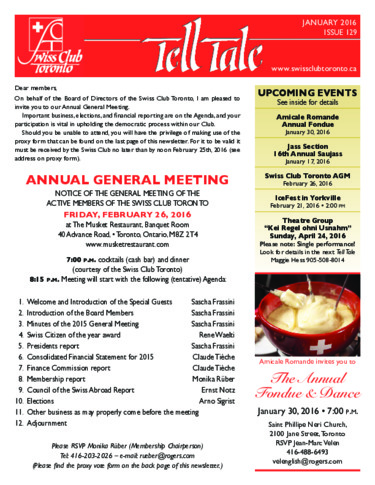 Swiss Club
Toronto
Tell Tale
JANUARY 2016
ISSUE 129
www.swissclubtoronto.ca
Dear members,
On behalf of the Board of Directors of the Swiss Club Toronto, I am pleased to
invite you to our Annual General Meeting.
Important business, elections, and financial reporting are on the Agenda, and your
participation is vital in upholding the democratic process within our Club.
Should you be unable to attend, you will have the privilege of making use of the
proxy form that can be found on the last page of this newsletter. For it to be valid it
must be received by the Swiss Club no later than by noon February 25th, 2016 (see
address on proxy form).
ANNUAL GENERAL MEETING
NOTICE OF THE GENERAL MEETING OF THE
ACTIVE MEMBERS OF THE SWISS CLUB TORONTO
FRIDAY, FEBRUARY 26, 2016
at The Musket Restaurant, Banquet Room
40 Advance Road, • Toronto, Ontario, M8Z 2T4
www.musketrestaurant.com
7:00 P.M. cocktails (cash bar) and dinner
(courtesy of the Swiss Club Toronto)
8:15 P.M. Meeting will start with the following (tentative) Agenda:
1. Welcome and Introduction of the Special Guests Sascha Frassini
2. Introduction of the Board Members Sascha Frassini
3. Minutes of the 2015 General Meeting Sascha Frassini
4. Swiss Citizen of the year award René Waelti
5. Presidents report Sascha Frassini
6. Consolidated Financial Statement for 2015 Claude Tièche
7. Finance Commission report Claude Tièche
8. Membership report Monika Rüber
9. Council of the Swiss Abroad Report Ernst Notz
10. Elections Arno Sigrist
11. Other business as may properly come before the meeting
12. Adjournment
Please RSVP Monika Rüber (Membership Chairperson)
Tel: 416-203-2026 – e-mail: rueber@rogers.com
(Please find the proxy vote form on the back page of this newsletter.)
UPCOMING EVENTS
See inside for details
Amicale Romande
Annual Fondue
January 30, 2016
Jass Section
16th Annual Saujass
January 17, 2016
Swiss Club Toronto AGM
February 26, 2016
IceFest in Yorkville
February 21, 2016 • 2:00 PM
Theatre Group
“Kei Regel ohni Usnahm”
Sunday, April 24, 2016
Please note: Single performance!
Look for details in the next Tell Tale
Maggie Hess 905-508-8014
Amicale Romande invites you to
The Annual
Fondue & Dance
January 30, 2016 • 7:00 P.M.
Saint Phillipe Neri Church,
2100 Jane Street, Toronto
RSVP Jean-Marc Velen
416-488-6493
velenglish@rogers.com